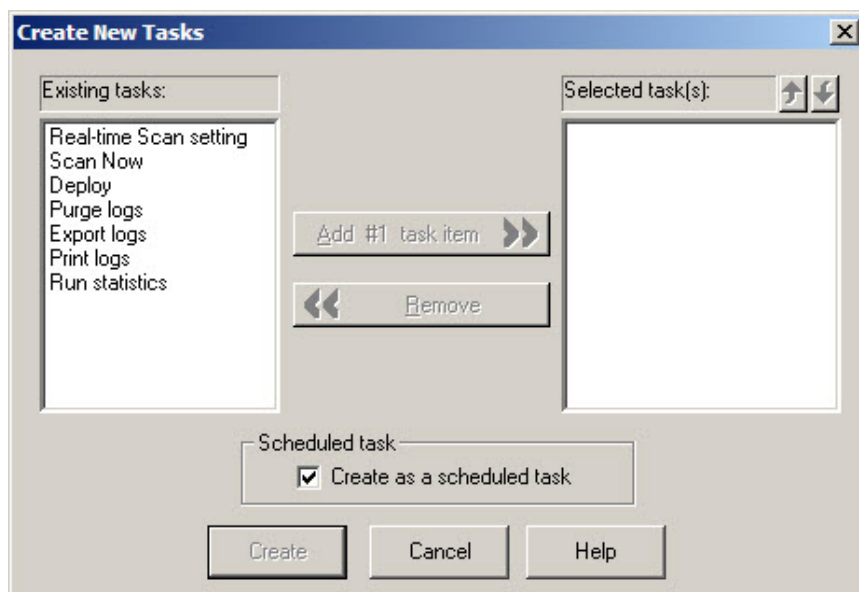 Create New Tasks
Existing tasks:
Selected task(s):
Real-time Scan setting
Scan Now
Deploy
Purge logs
Export logs
Print logs
Run statistics
Add #1 task item
Remove
Scheduled task
Create as a scheduled task
Create
Cancel
Help